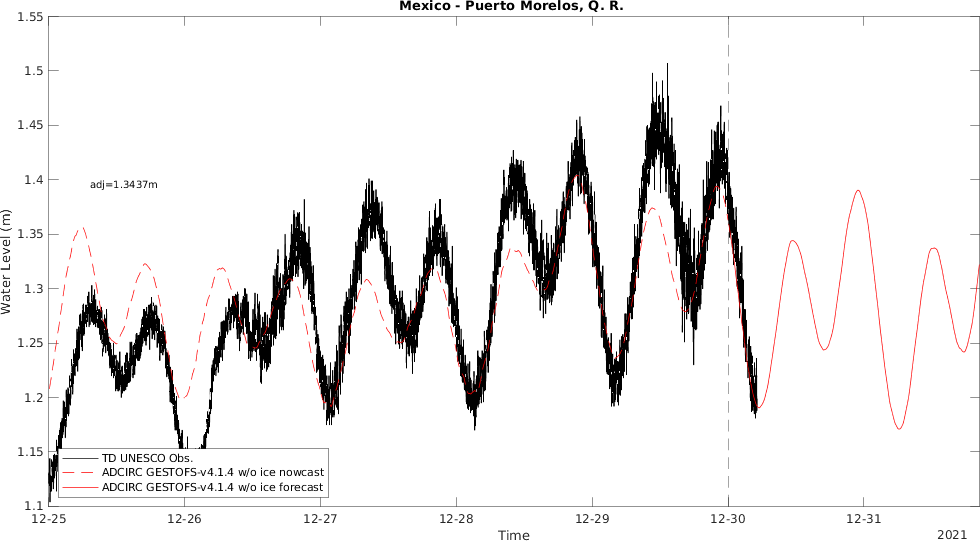 Mexico - Puerto Morelos, Q. R.
1.55
1.5
1.45
1.4
1.35
1.3
1.25
1.2
1.15
1.1
Water Level (m)
adj=1.3437m
TD UNESCO Obs.
ADCIRC GESTOFS-v4.1.4 w/o ice nowcast
ADCIRC GESTOFS-v4.1.4 w/o ice forecast
12-25 12-26 12-27 12-28 12-29 12-30 12-31
Time
2021